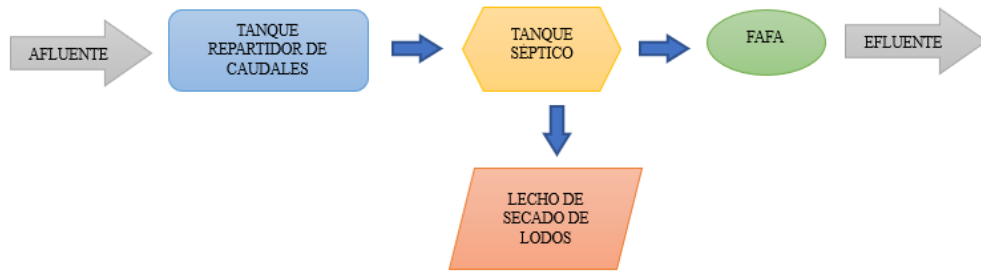 AFLUENTE
TANQUE
REPARTIDOR DE
CAUDALES
TANQUE
SÉPTICO
FAFA
EFLUENTE
LECHO DE
SECADO DE
LODOS